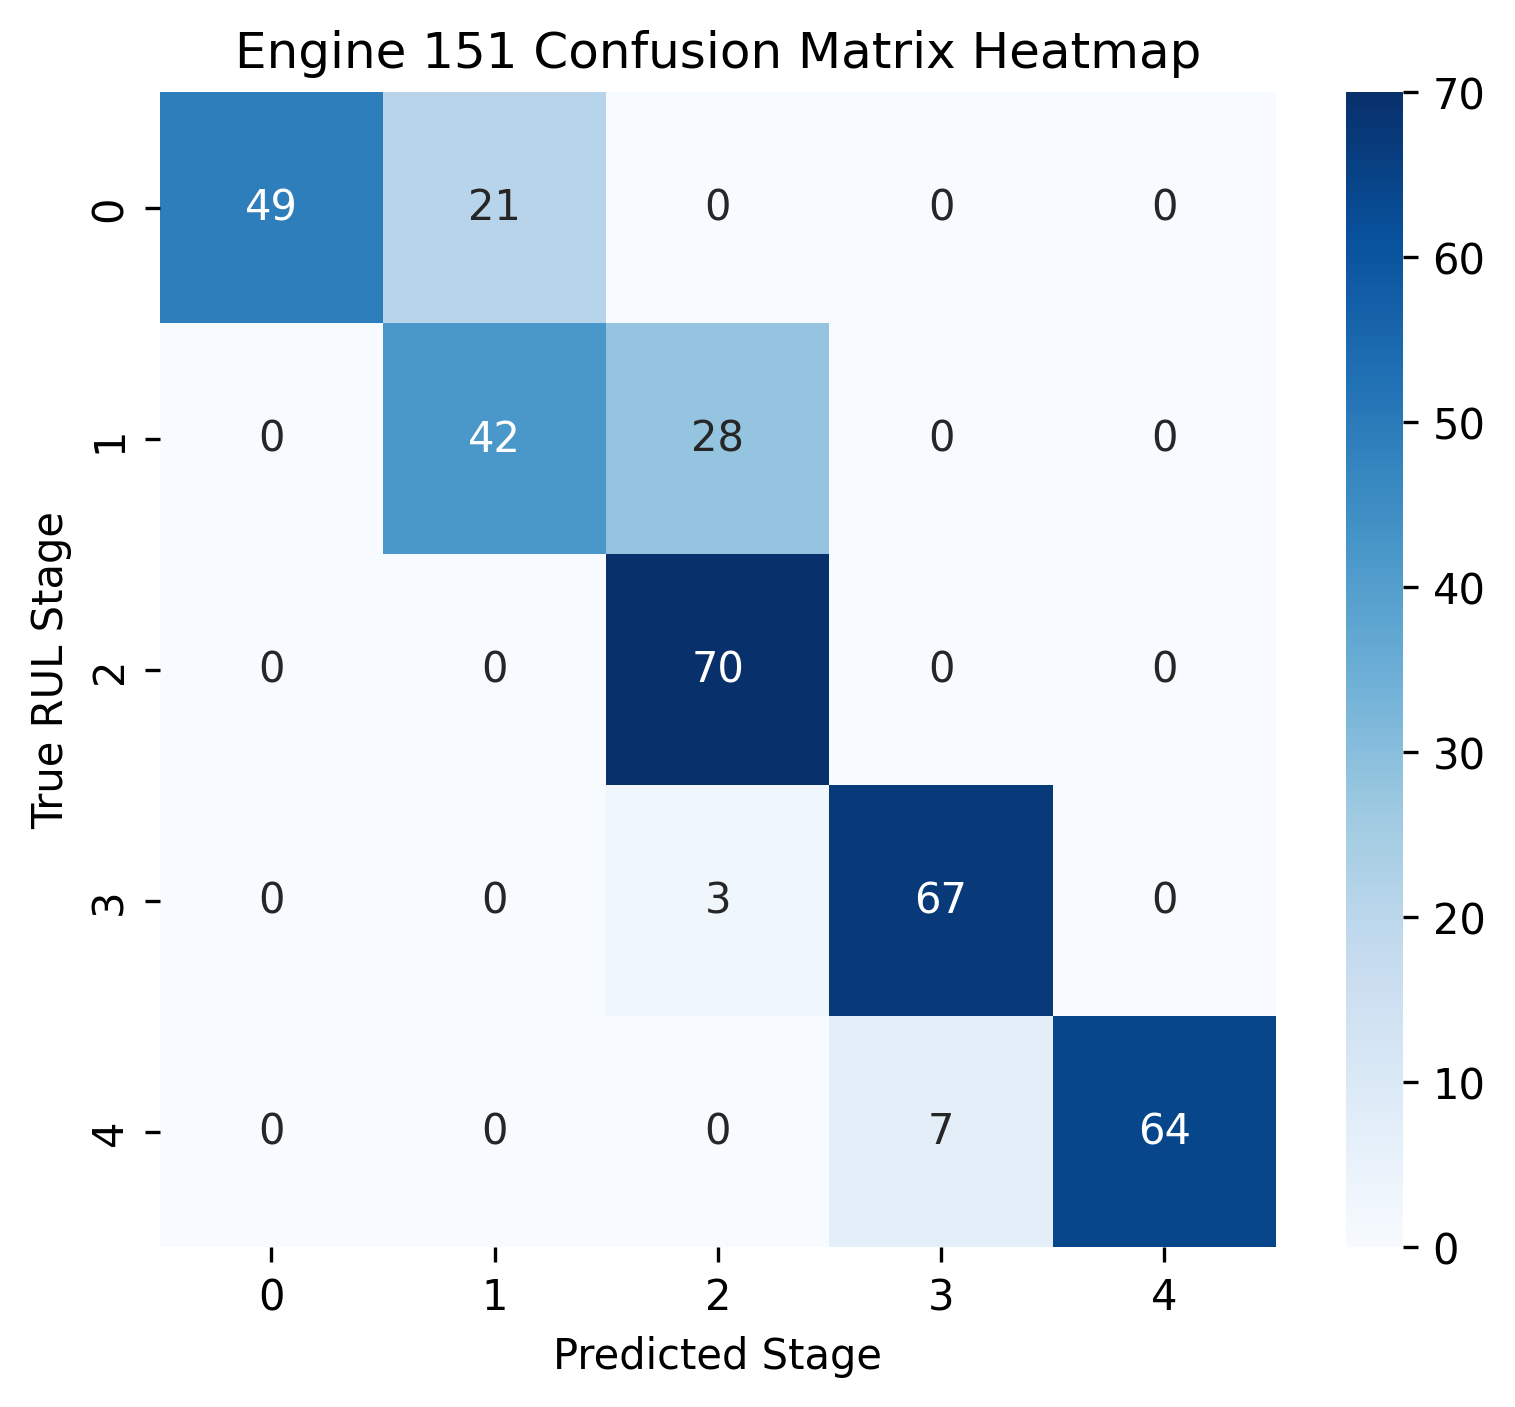 Engine 151 Confusion Matrix Heatmap
70
0 49 21 0 0 0
60
50
1 0 42 28 0 0
40
True RUL Stage
2 0 0 70 0 0
30
3 0 0 3 67 0
20
10
4 0 0 0 7 64
0
0 1 2 3 4
Predicted Stage